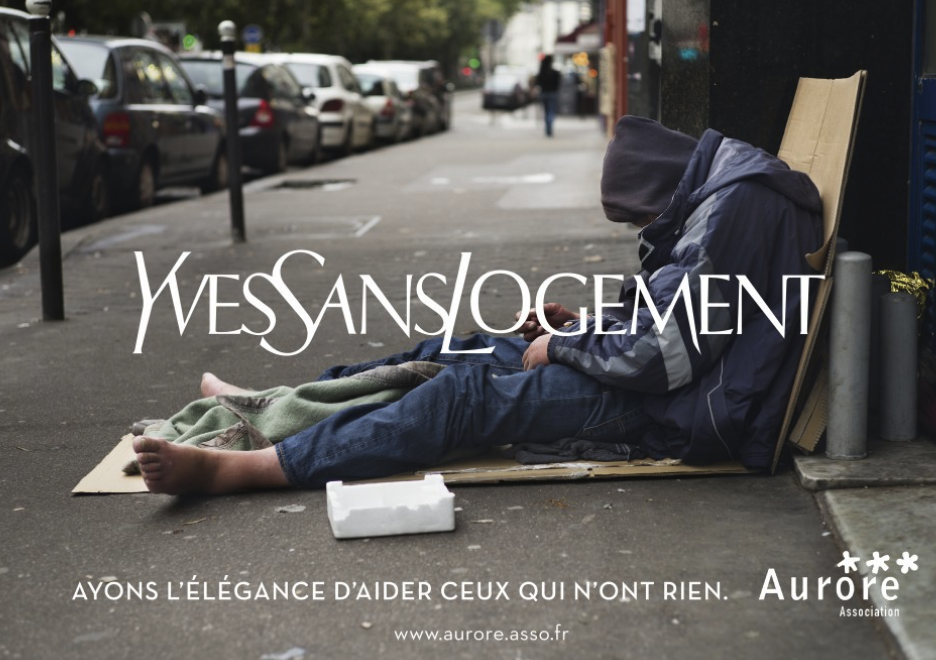 YVESSANSLOGEMENT
AYONS L'ÉLÉGANCE D'AIDER CEUX QUI N'ONT RIEN.
Aurore
Association
www.aurore.asso.fr